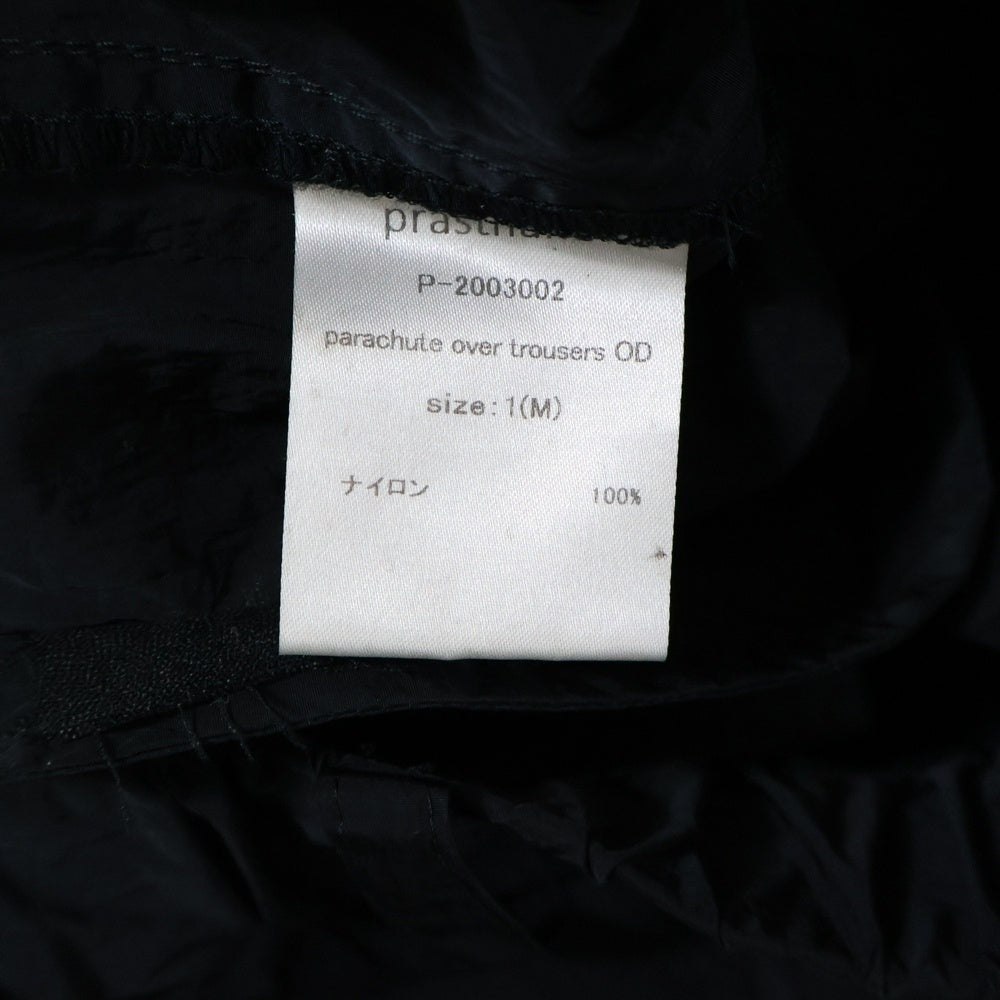 P-2003002
parachute over trousers OD
size:1(M)
ナイロン 100%